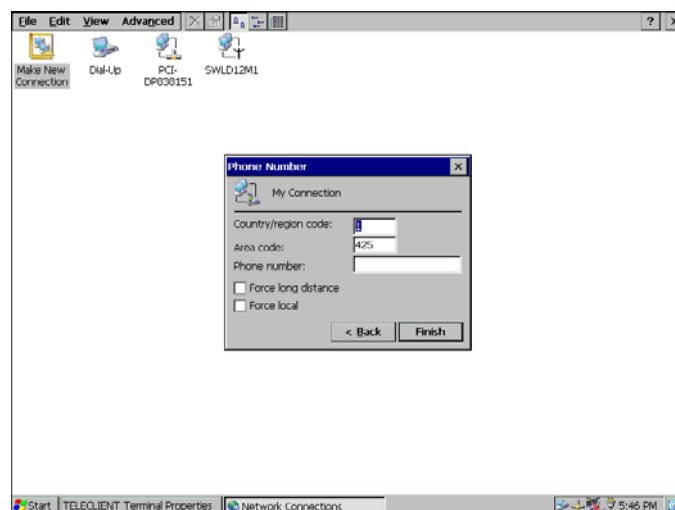 File Edit View Advanced ?
Make New Connection
Dial-Up
PCI-DP838151
SWLD12M1
Phone Number
My Connection
Country/region code: 1
Area code: 425
Phone number:
Force long distance
Force local
< Back Finish
Start TELECLIENT Terminal Properties Network Connections 5:46 PM